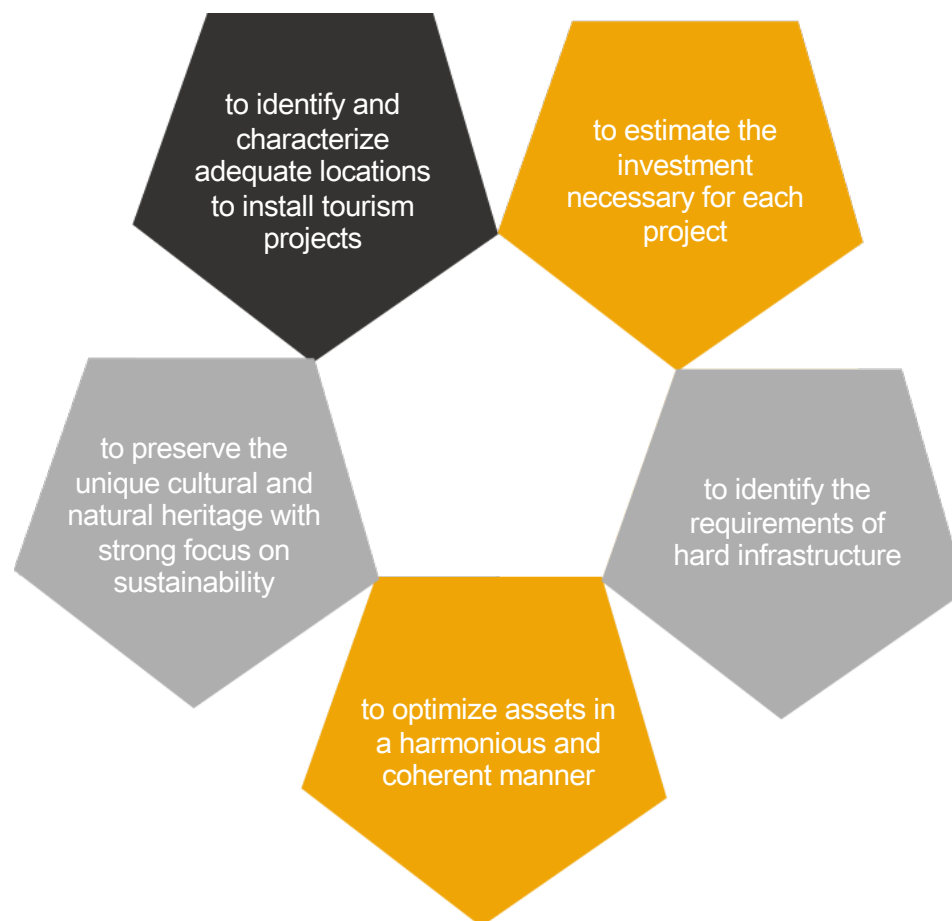 to identify and
characterize
adequate locations
to install tourism
projects
to estimate the
investment
necessary for each
project
to preserve the
unique cultural and
natural heritage with
strong focus on
sustainability
to identify the
requirements of
hard infrastructure
to optimize assets in
a harmonious and
coherent manner